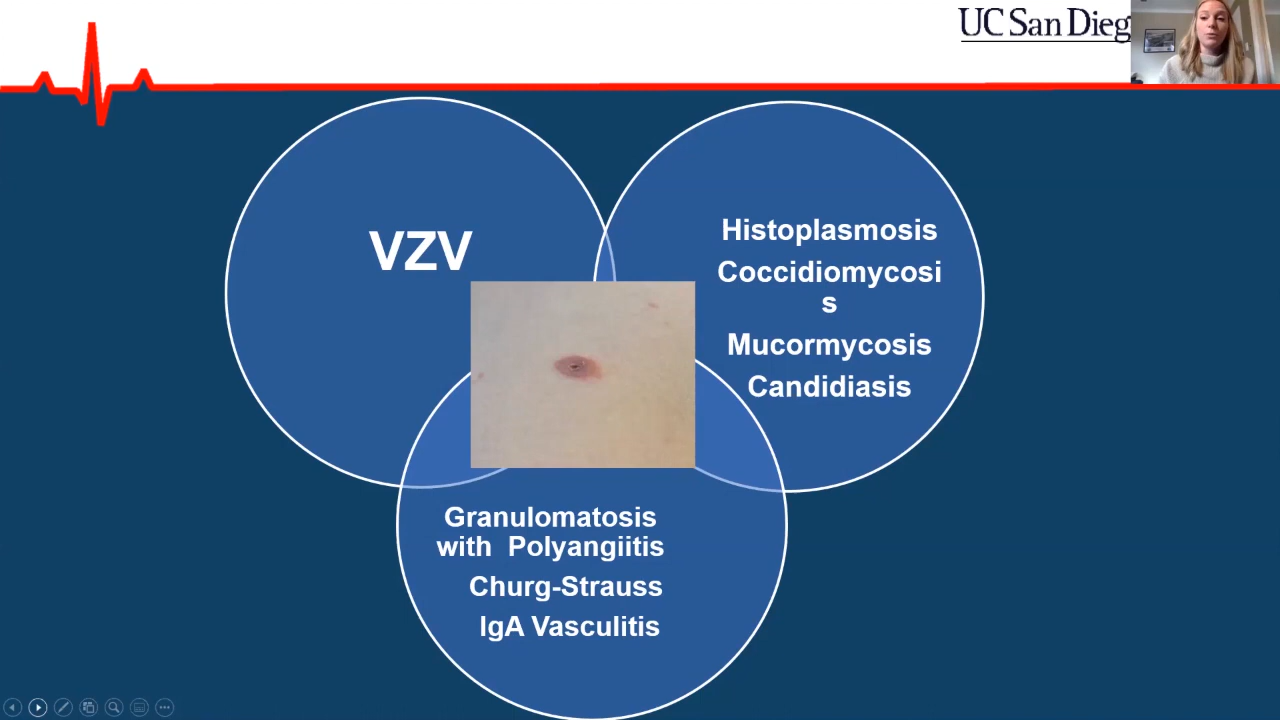 UC San Dieg
VZV
Histoplasmosis
Coccidiomycosi
s
Mucormycosis
Candidiasis
Granulomatosis
with Polyangiitis
Churg-Strauss
IgA Vasculitis